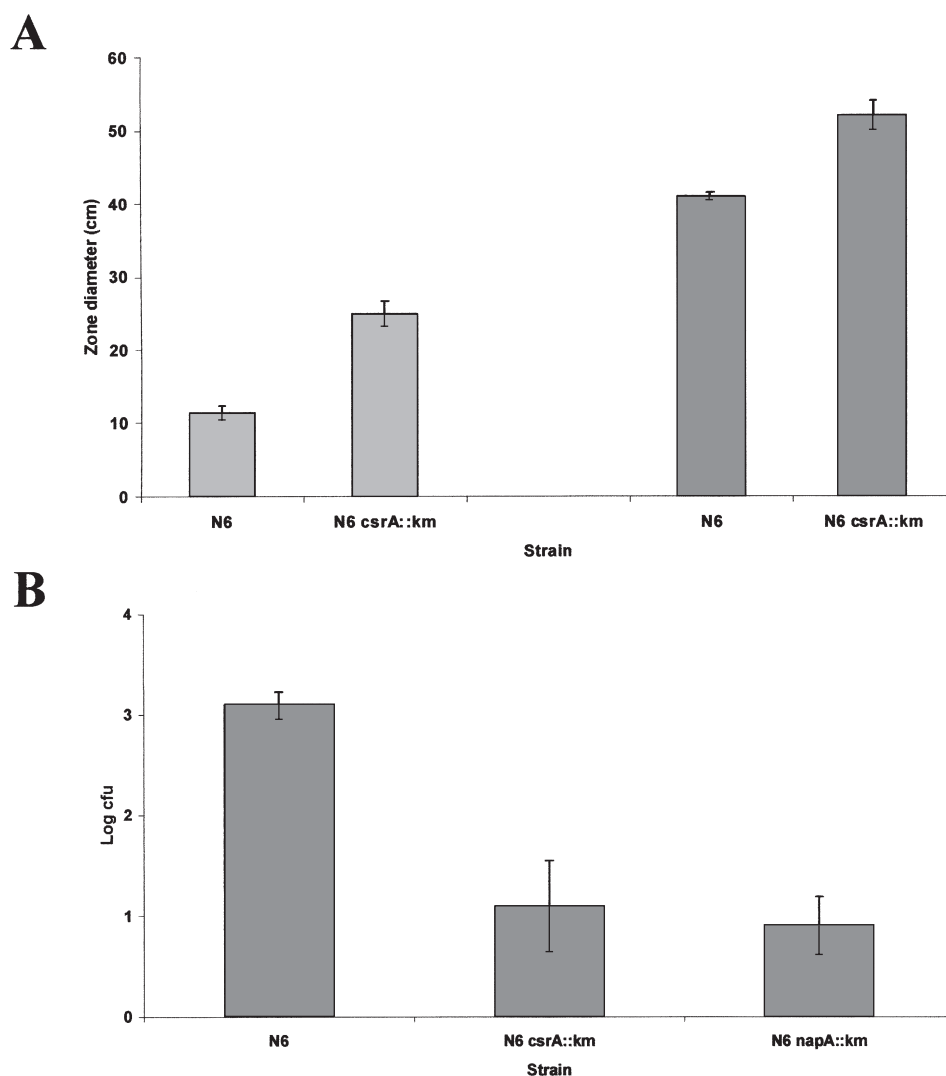 A
60
50
40
30
20
10
0
Zone diameter (cm)
N6
N6 csrA::km
N6
N6 csrA::km
Strain
B
4
3
2
1
0
Log cfu
N6
N6 csrA::km
N6 napA::km
Strain